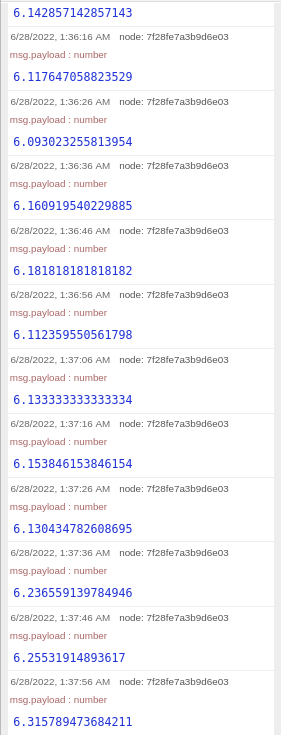 6.142857142857143
6/28/2022, 1:36:16 AM node: 7f28fe7a3b9d6e03
msg.payload : number
6.117647058823529
6/28/2022, 1:36:26 AM node: 7f28fe7a3b9d6e03
msg.payload : number
6.093023255813954
6/28/2022, 1:36:36 AM node: 7f28fe7a3b9d6e03
msg.payload : number
6.160919540229885
6/28/2022, 1:36:46 AM node: 7f28fe7a3b9d6e03
msg.payload : number
6.181818181818182
6/28/2022, 1:36:56 AM node: 7f28fe7a3b9d6e03
msg.payload : number
6.112359550561798
6/28/2022, 1:37:06 AM node: 7f28fe7a3b9d6e03
msg.payload : number
6.133333333333334
6/28/2022, 1:37:16 AM node: 7f28fe7a3b9d6e03
msg.payload : number
6.153846153846154
6/28/2022, 1:37:26 AM node: 7f28fe7a3b9d6e03
msg.payload : number
6.130434782608695
6/28/2022, 1:37:36 AM node: 7f28fe7a3b9d6e03
msg.payload : number
6.236559139784946
6/28/2022, 1:37:46 AM node: 7f28fe7a3b9d6e03
msg.payload : number
6.25531914893617
6/28/2022, 1:37:56 AM node: 7f28fe7a3b9d6e03
msg.payload : number
6.315789473684211